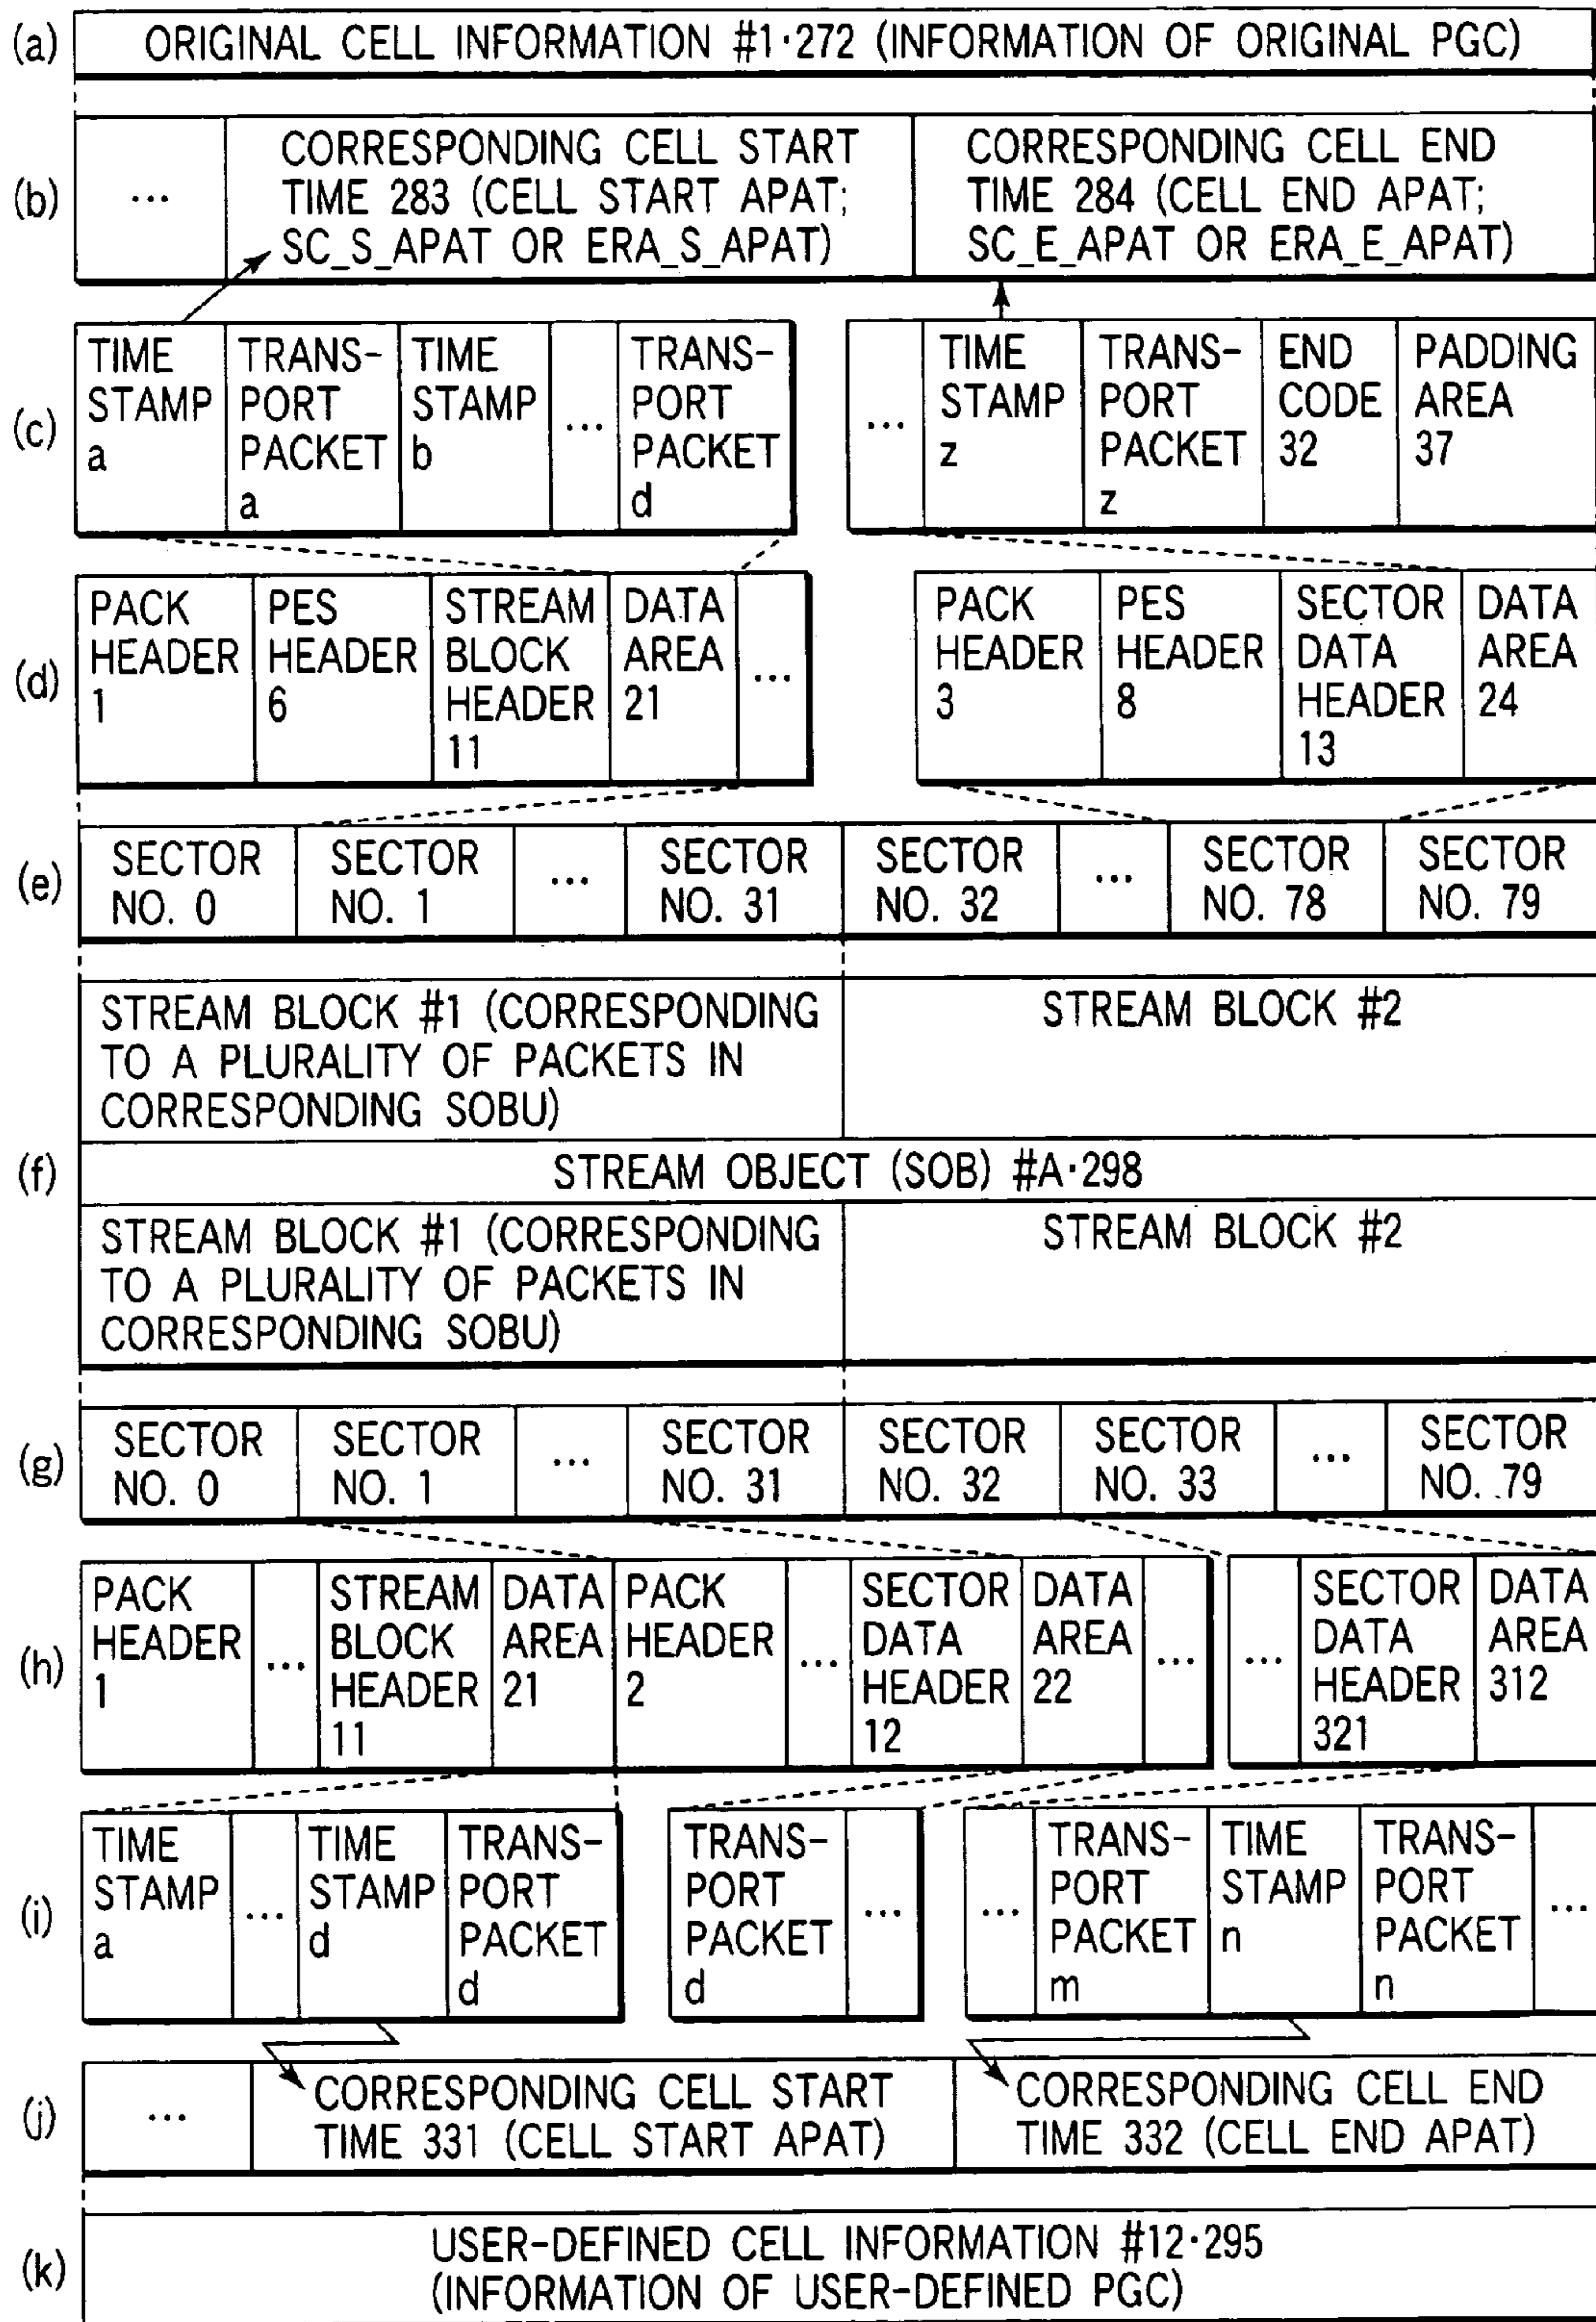 (a)
ORIGINAL CELL INFORMATION #1·272 (INFORMATION OF ORIGINAL PGC)
(b)
...
CORRESPONDING CELL START
TIME 283 (CELL START APAT;
SC_S_APAT OR ERA_S_APAT)
CORRESPONDING CELL END
TIME 284 (CELL END APAT;
SC_E_APAT OR ERA_E_APAT)
(c)
TIME
STAMP
a
TRANS-
PORT
PACKET
a
TIME
STAMP
b
...
TRANS-
PORT
PACKET
d
...
TIME
STAMP
z
TRANS-
PORT
PACKET
z
END
CODE
32
PADDING
AREA
37
(d)
PACK
HEADER
1
PES
HEADER
6
STREAM
BLOCK
HEADER
11
DATA
AREA
21
...
PACK
HEADER
3
PES
HEADER
8
SECTOR
DATA
HEADER
13
DATA
AREA
24
(e)
SECTOR
NO. 0
SECTOR
NO. 1
...
SECTOR
NO. 31
SECTOR
NO. 32
...
SECTOR
NO. 78
SECTOR
NO. 79
(f)
STREAM BLOCK #1 (CORRESPONDING
TO A PLURALITY OF PACKETS IN
CORRESPONDING SOBU)
STREAM BLOCK #2
STREAM OBJECT (SOB) #A·298
STREAM BLOCK #1 (CORRESPONDING
TO A PLURALITY OF PACKETS IN
CORRESPONDING SOBU)
STREAM BLOCK #2
(g)
SECTOR
NO. 0
SECTOR
NO. 1
...
SECTOR
NO. 31
SECTOR
NO. 32
SECTOR
NO. 33
...
SECTOR
NO. 79
(h)
PACK
HEADER
1
...
STREAM
BLOCK
HEADER
11
DATA
AREA
21
PACK
HEADER
2
...
SECTOR
DATA
HEADER
12
DATA
AREA
22
...
...
SECTOR
DATA
HEADER
321
DATA
AREA
312
(i)
TIME
STAMP
a
...
TIME
STAMP
d
TRANS-
PORT
PACKET
d
TRANS-
PORT
PACKET
d
...
...
TRANS-
PORT
PACKET
m
TIME
STAMP
n
TRANS-
PORT
PACKET
n
...
(j)
...
CORRESPONDING CELL START
TIME 331 (CELL START APAT)
CORRESPONDING CELL END
TIME 332 (CELL END APAT)
(k)
USER-DEFINED CELL INFORMATION #12·295
(INFORMATION OF USER-DEFINED PGC)